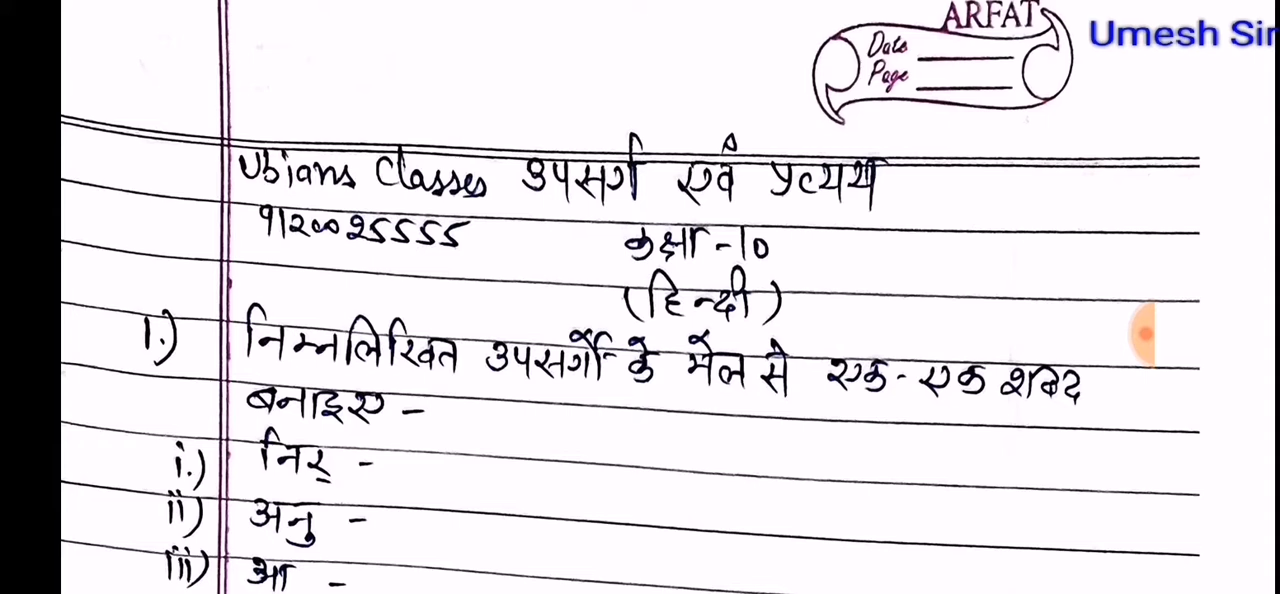 ARFAT
Umesh Sir
Date
Page
Ubians Classes उपसर्ग एवं प्रत्यय
9120025555 कक्षा-10
(हिन्दी)
1.) निम्नलिखित उपसर्गों के मेल से एक-एक शब्द
बनाइए -
i.) निर् -
ii) अनु -
iii) आ -